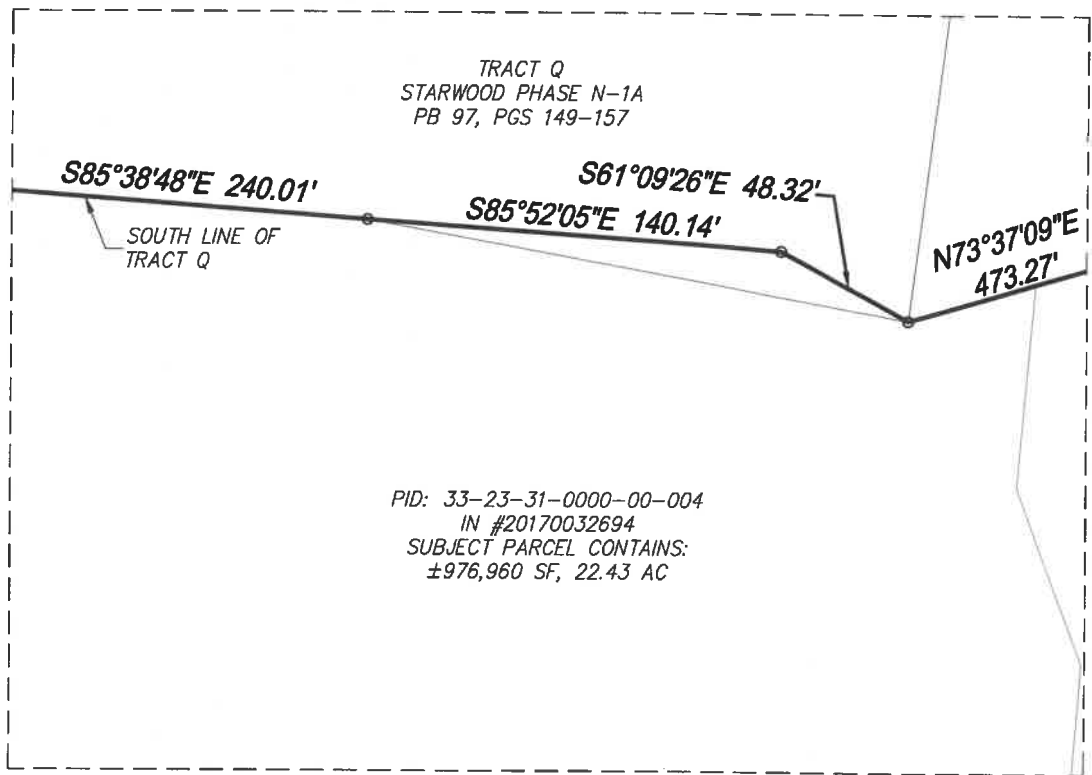 TRACT Q
STARWOOD PHASE N-1A
PB 97, PGS 149-157
S85°38'48"E 240.01'
S61°09'26"E 48.32'
S85°52'05"E 140.14'
N73°37'09"E
473.27'
SOUTH LINE OF
TRACT Q
PID: 33-23-31-0000-00-004
IN #20170032694
SUBJECT PARCEL CONTAINS:
±976,960 SF, 22.43 AC